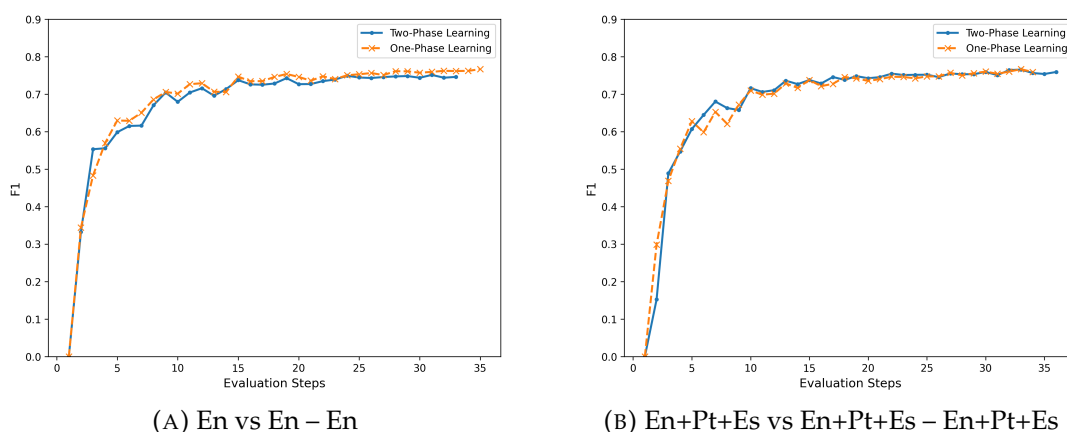 0.9
0.8
0.7
0.6
0.5
0.4
0.3
0.2
0.1
0.0
F1
0 5 10 15 20 25 30 35
Evaluation Steps
Two-Phase Learning
One-Phase Learning
(A) En vs En – En
0.9
0.8
0.7
0.6
0.5
0.4
0.3
0.2
0.1
0.0
F1
0 5 10 15 20 25 30 35
Evaluation Steps
Two-Phase Learning
One-Phase Learning
(B) En+Pt+Es vs En+Pt+Es – En+Pt+Es